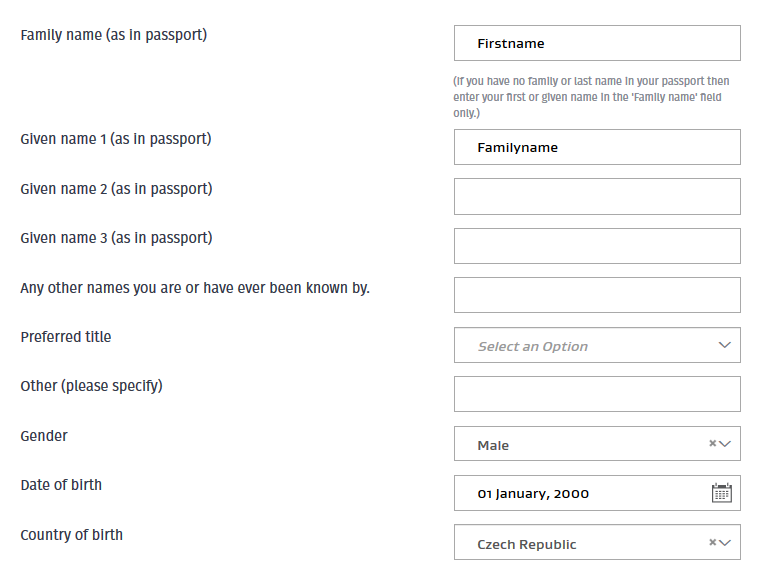 Family name (as in passport)
Firstname
(If you have no family or last name in your passport then
enter your first or given name in the 'Family name' field
only.)
Given name 1 (as in passport)
Familyname
Given name 2 (as in passport)
Given name 3 (as in passport)
Any other names you are or have ever been known by.
Preferred title
Select an Option
Other (please specify)
Gender
Male
Date of birth
01 January, 2000
Country of birth
Czech Republic